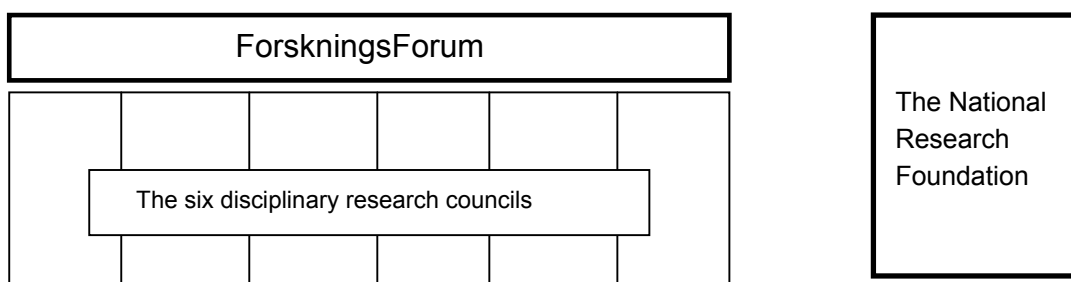 ForskningsForum
The six disciplinary research councils
The National
Research
Foundation